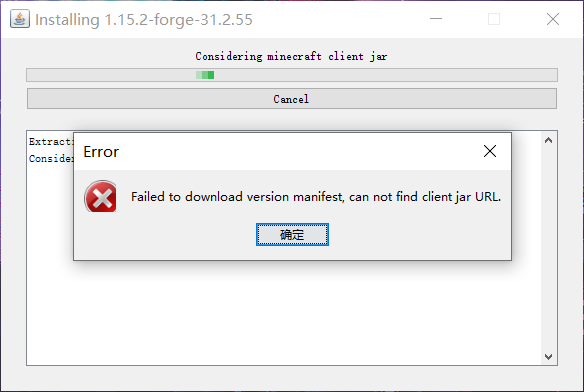 Installing 1.15.2-forge-31.2.55
Considering minecraft client jar
Cancel
Extracti
Consider
Error
Failed to download version manifest, can not find client jar URL.
确定